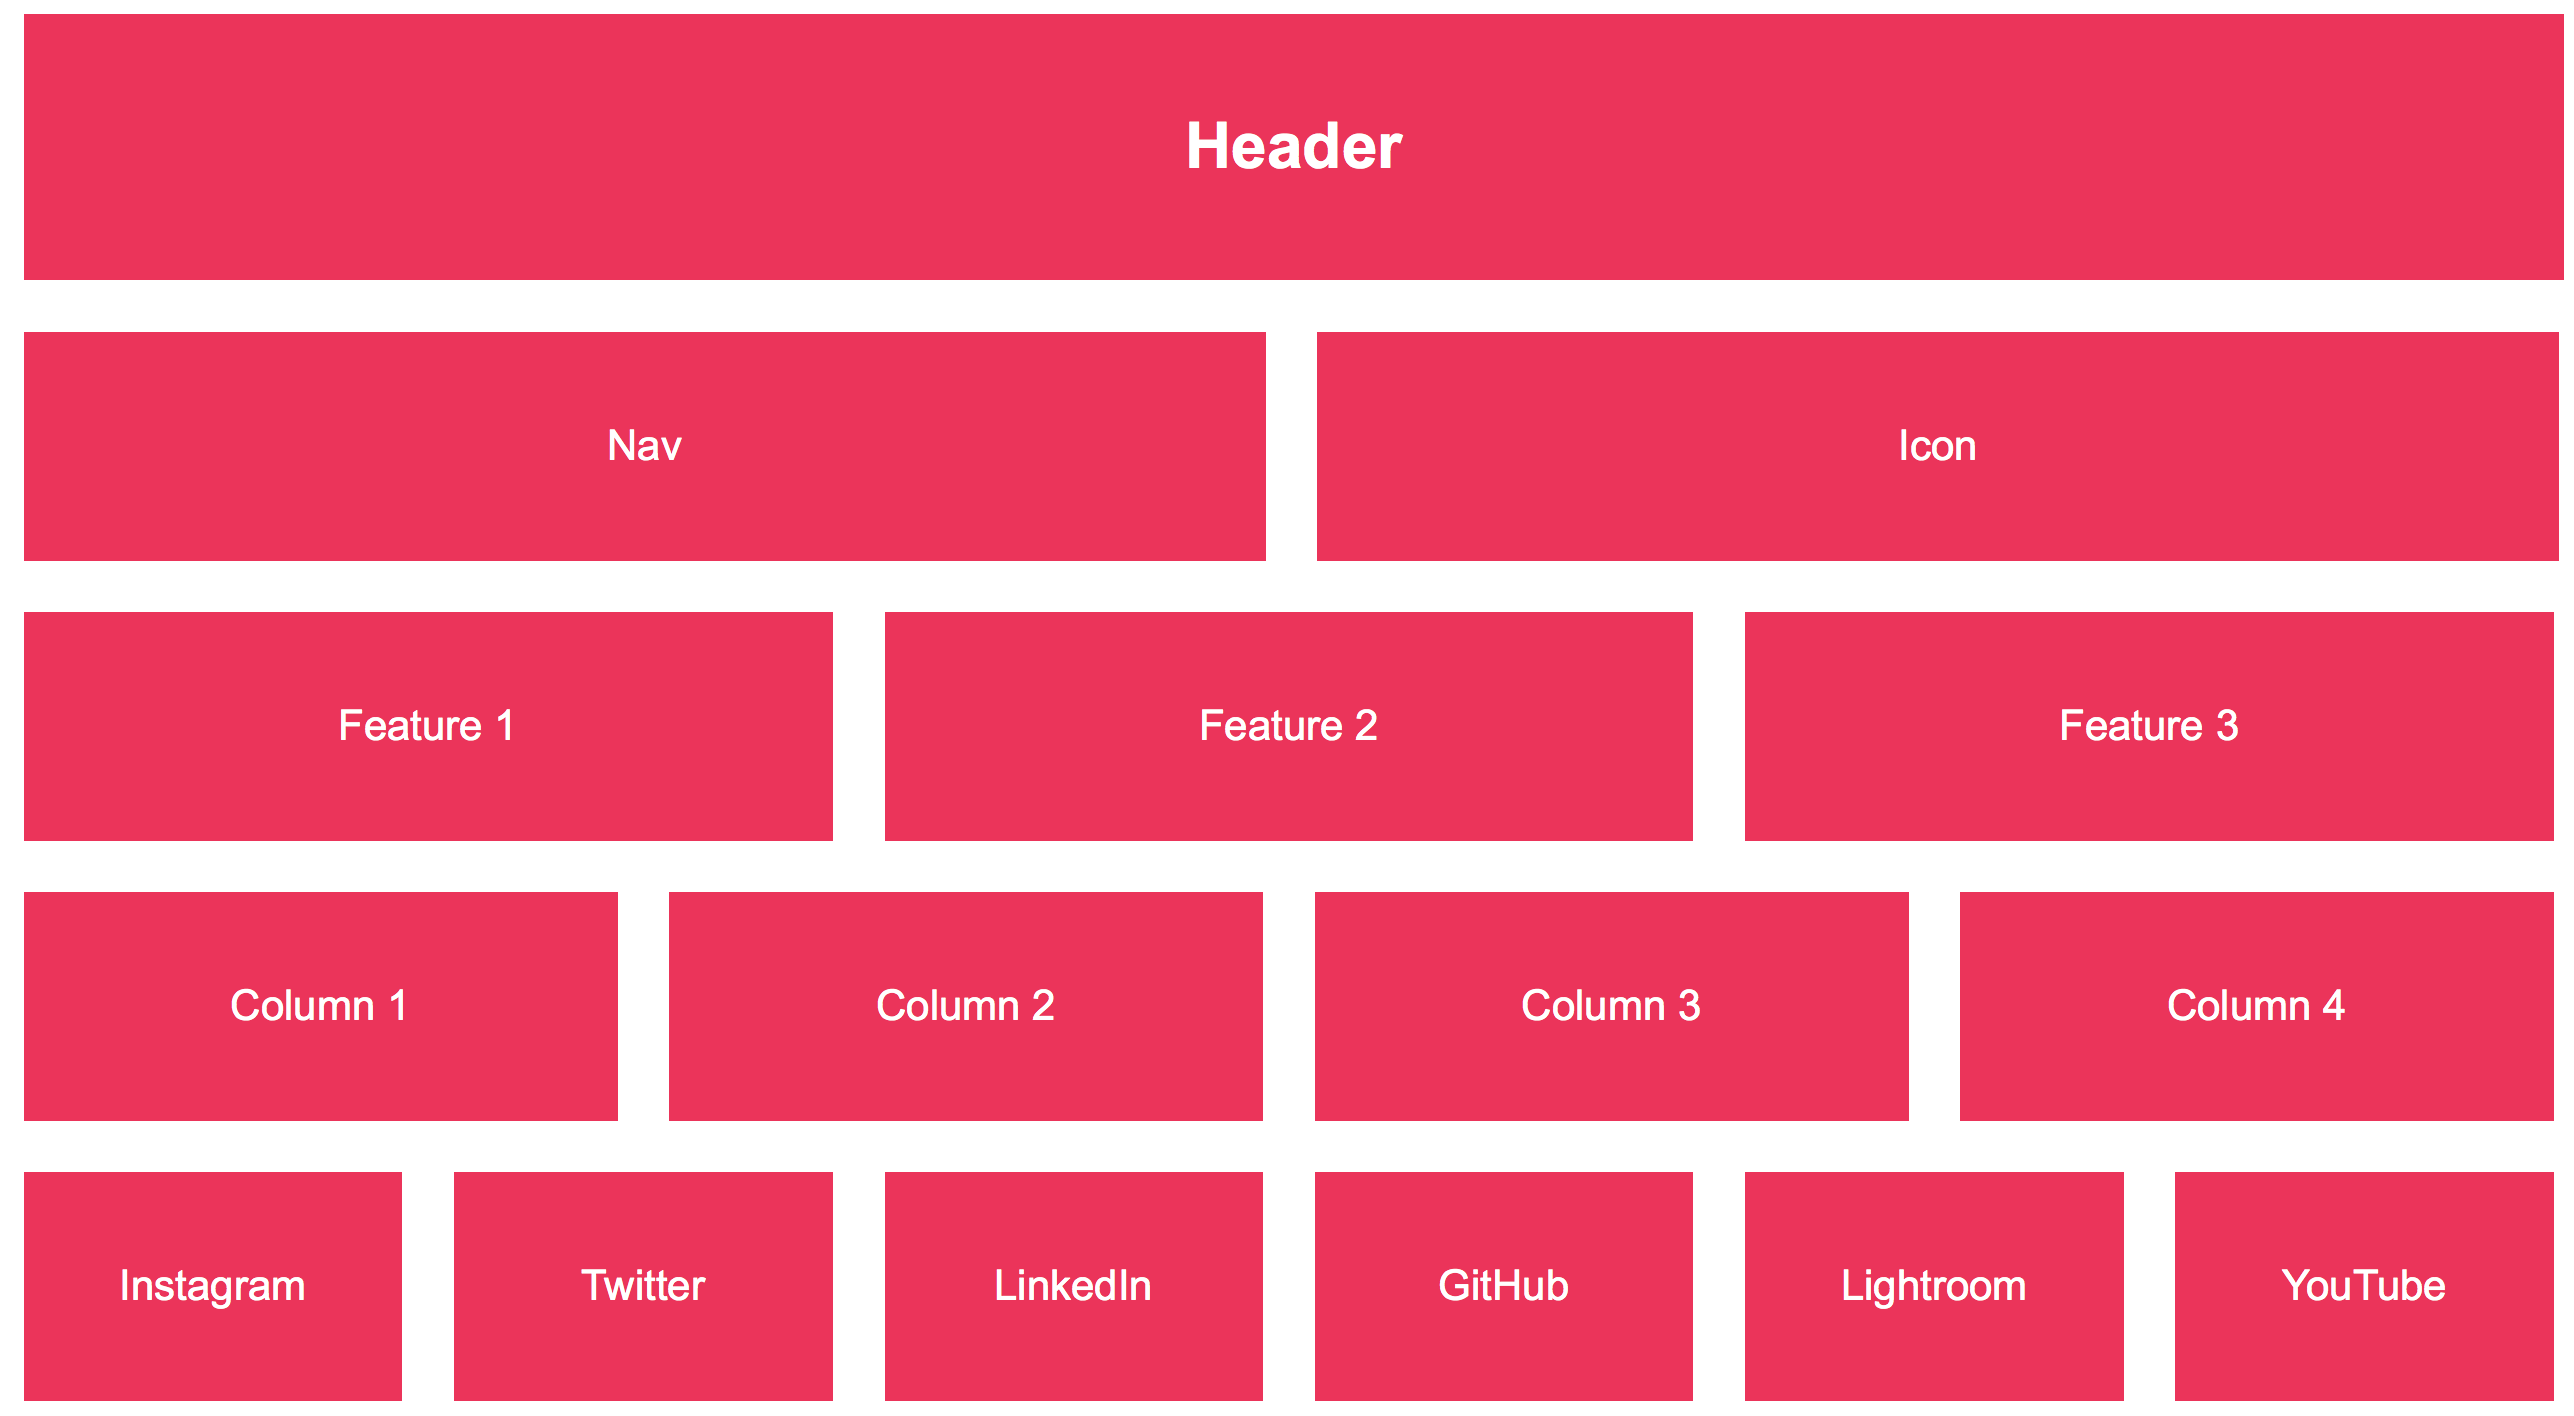 Header
Nav
Icon
Feature 1
Feature 2
Feature 3
Column 1
Column 2
Column 3
Column 4
Instagram
Twitter
LinkedIn
GitHub
Lightroom
YouTube